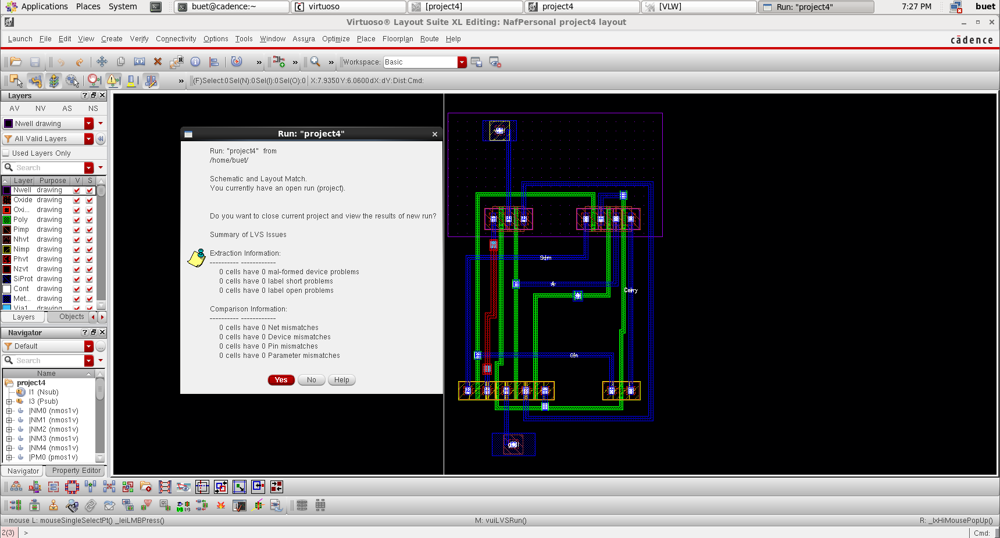 Applications Places System buet@cadence:~ virtuoso [project4] project4 [VLW] Run: "project4" 7:27 PM buet
Virtuoso® Layout Suite XL Editing: NafPersonal project4 layout
Launch File Edit View Create Verify Connectivity Options Tools Window Assura Optimize Place Floorplan Route Help
cādence
Workspace: Basic
(F)Select:0 Sel(N):0 Sel(I):0 Sel(O):0 X:7.9350 Y:6.0600 dX: dY: Dist: Cmd:
Layers
AV NV AS NS
Nwell drawing
All Valid Layers
Used Layers Only
Search
Layer Purpose V S
Nwell drawing
Oxide drawing
Oxi... drawing
Poly drawing
Pimp drawing
Nhvt drawing
Nimp drawing
Phvt drawing
Nzvt drawing
SiProt drawing
Cont drawing
Met... drawing
Via1 drawing
Layers Objects
Navigator
Default
Search
Name
project4
I1 (Nsub)
I3 (Psub)
|NM0 (nmos1v)
|NM1 (nmos1v)
|NM2 (nmos1v)
|NM3 (nmos1v)
|NM4 (nmos1v)
|PM0 (pmos1v)
Navigator Property Editor
Run: "project4"
Run: "project4" from
/home/buet/
Schematic and Layout Match.
You currently have an open run (project).
Do you want to close current project and view the results of new run?
Summary of LVS Issues
Extraction Information:
---------- ------------
0 cells have 0 mal-formed device problems
0 cells have 0 label short problems
0 cells have 0 label open problems
Comparison Information:
---------- ------------
0 cells have 0 Net mismatches
0 cells have 0 Device mismatches
0 cells have 0 Pin mismatches
0 cells have 0 Parameter mismatches
Yes No Help
Sum
A
Carry
Cin
mouse L: mouseSingleSelectPt() _leiLMBPress() M: vuiLVSRun() R: _lxHiMousePopUp()
2(3) > Cmd: